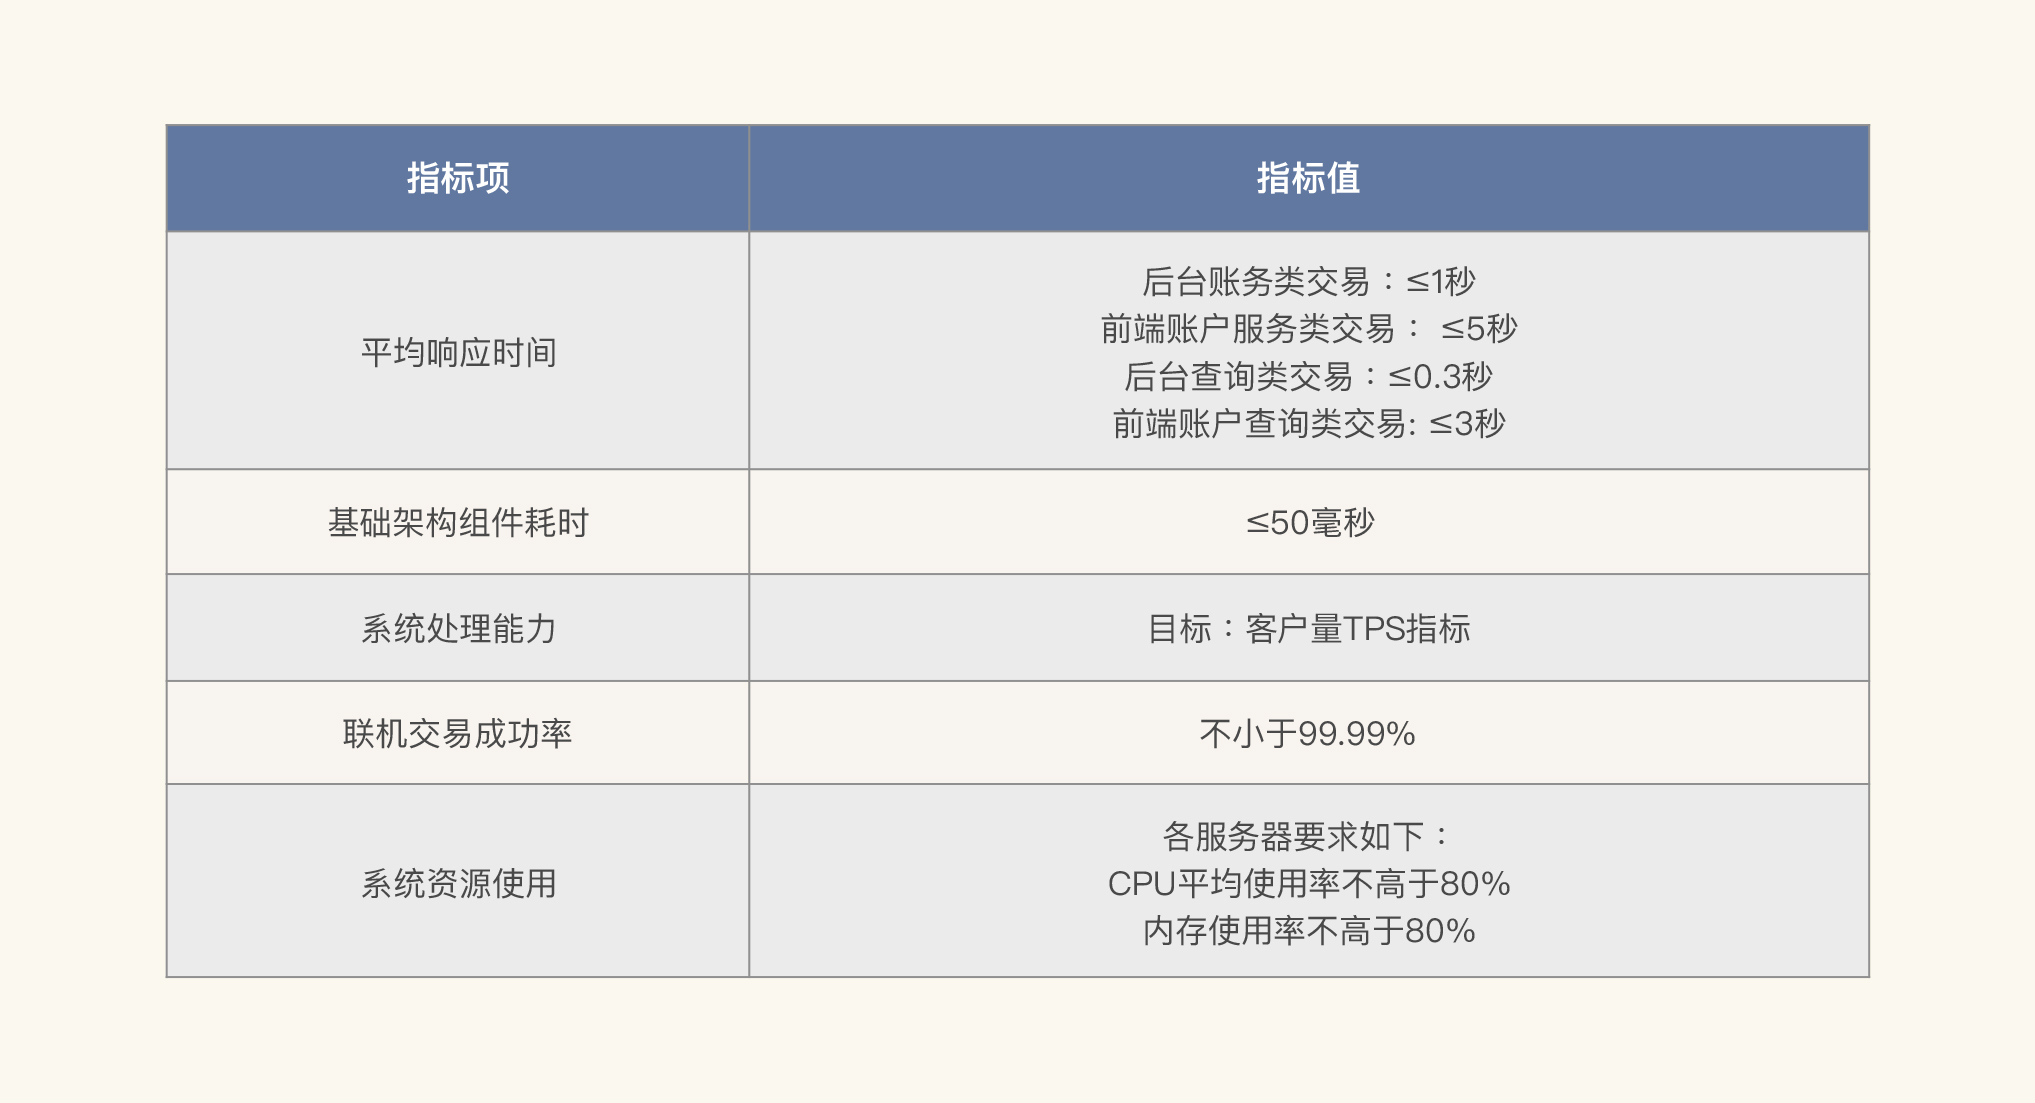 指标项
指标值
平均响应时间
后台账务类交易：≤1秒
前端账户服务类交易： ≤5秒
后台查询类交易：≤0.3秒
前端账户查询类交易: ≤3秒
基础架构组件耗时
≤50毫秒
系统处理能力
目标：客户量TPS指标
联机交易成功率
不小于99.99%
系统资源使用
各服务器要求如下：
CPU平均使用率不高于80%
内存使用率不高于80%